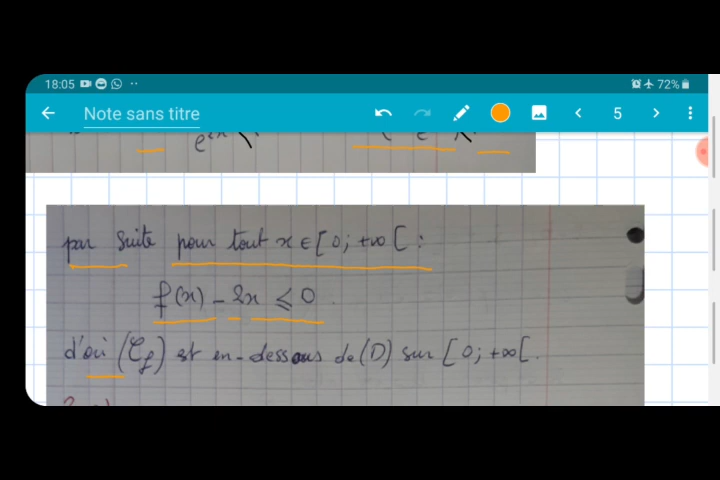 18:05 72%
Note sans titre 5
e^{2x}
par suite pour tout x ∈ [0; +∞[ :
f(x) - 2x ⩽ 0.
d'où (Cf) est en-dessous de (D) sur [0; +∞[.